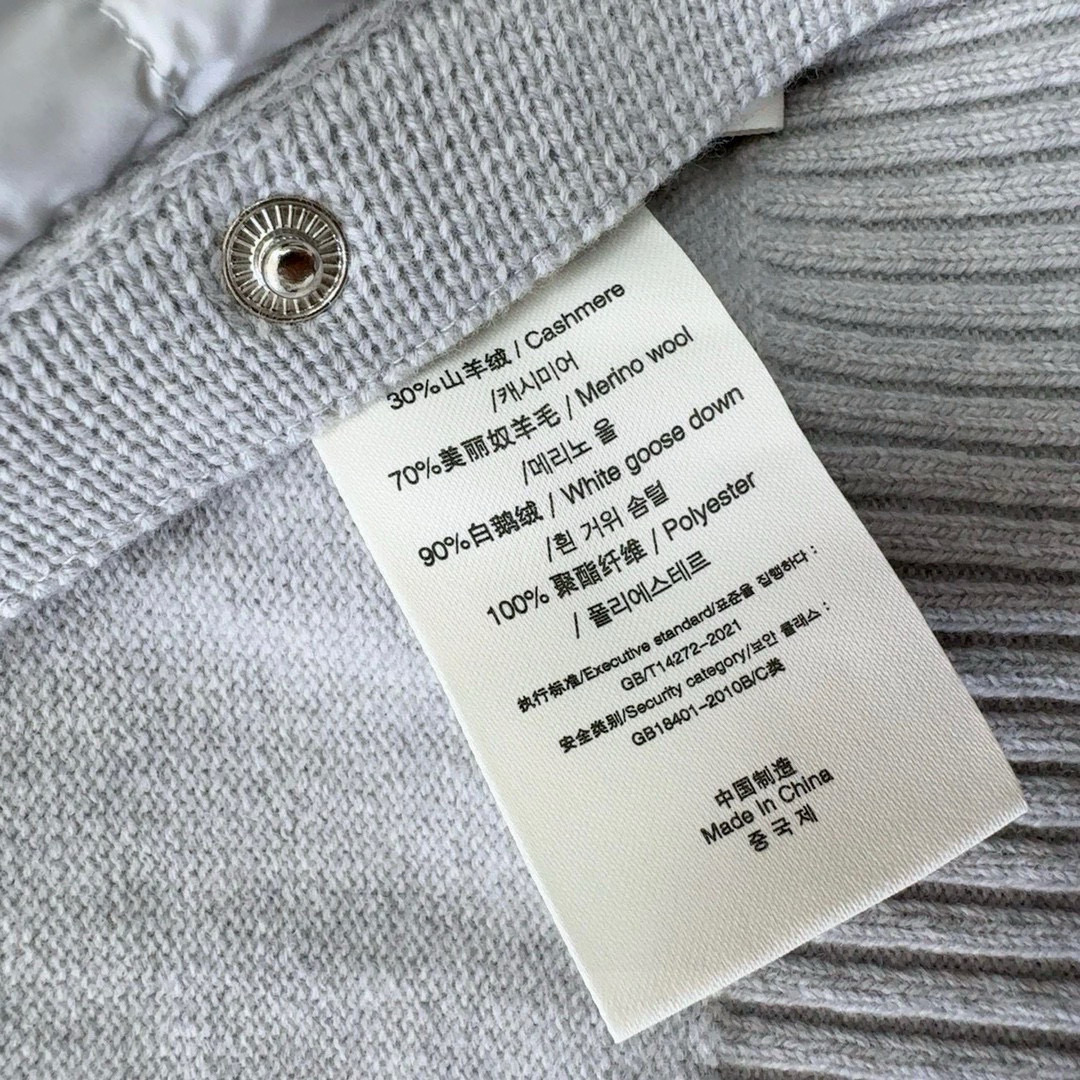 30%山羊绒 / Cashmere
/캐시미어
70%美丽奴羊毛 / Merino wool
/메리노 울
90%白鹅绒 / White goose down
/흰 거위 솜털
100% 聚酯纤维 / Polyester
/ 폴리에스테르
执行标准/Executive standard/표준을 집행하다 :
GB/T14272-2021
安全类别/Security category/보안 클래스 :
GB18401-2010B/C类
中国制造
Made In China
중국제